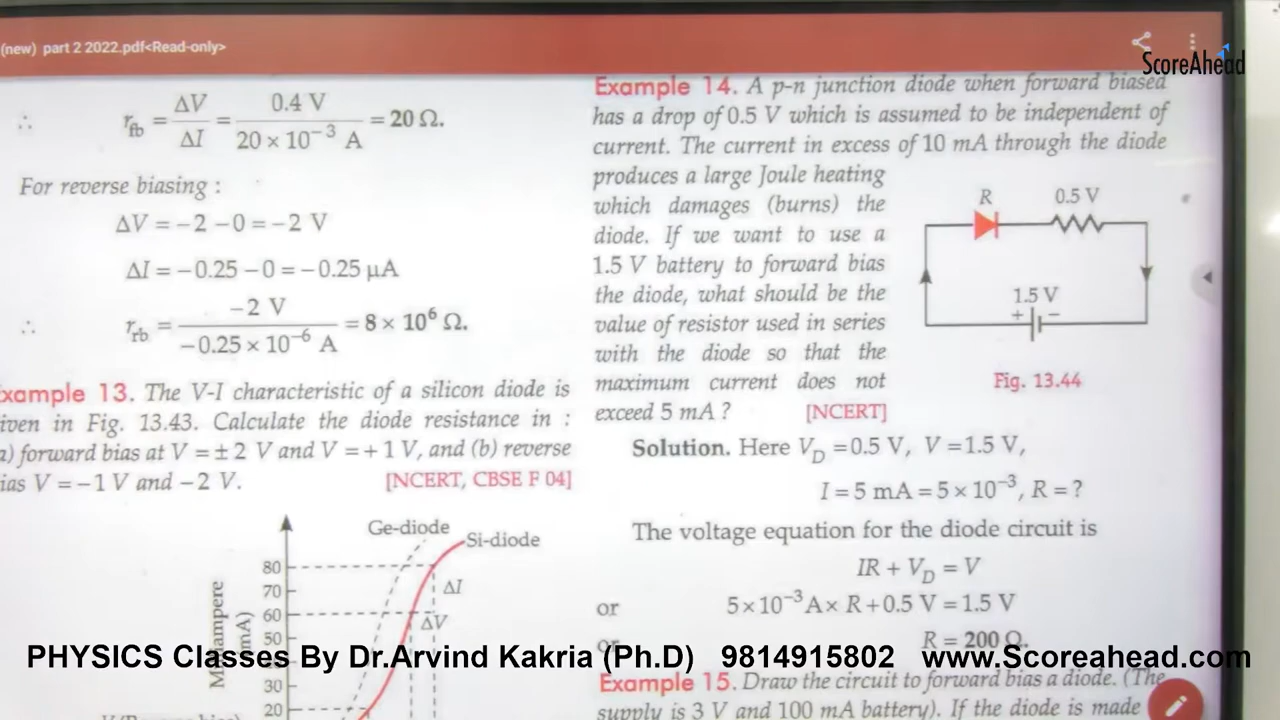 (new) part 2 2022.pdf<Read-only>
ScoreAhead
∴ r_fb = ΔV/ΔI = 0.4 V / 20 × 10⁻³ A = 20 Ω.
For reverse biasing :
ΔV = −2 − 0 = −2 V
ΔI = −0.25 − 0 = −0.25 μA
∴ r_rb = −2 V / −0.25 × 10⁻⁶ A = 8 × 10⁶ Ω.
xample 13. The V-I characteristic of a silicon diode is
iven in Fig. 13.43. Calculate the diode resistance in :
a) forward bias at V = ± 2 V and V = + 1 V, and (b) reverse
ias V = −1 V and −2 V. [NCERT, CBSE F 04]
Ge-diode
Si-diode
80
70
60
50
30
20
ΔI
ΔV
mA)
Example 14. A p-n junction diode when forward biased
has a drop of 0.5 V which is assumed to be independent of
current. The current in excess of 10 mA through the diode
produces a large Joule heating
which damages (burns) the
diode. If we want to use a
1.5 V battery to forward bias
the diode, what should be the
value of resistor used in series
with the diode so that the
maximum current does not
exceed 5 mA ? [NCERT]
R
0.5 V
1.5 V
+ −
Fig. 13.44
Solution. Here V_D = 0.5 V, V = 1.5 V,
I = 5 mA = 5 × 10⁻³, R = ?
The voltage equation for the diode circuit is
IR + V_D = V
or 5 × 10⁻³ A × R + 0.5 V = 1.5 V
or R = 200 Ω.
PHYSICS Classes By Dr.Arvind Kakria (Ph.D) 9814915802 www.Scoreahead.com
Example 15. Draw the circuit to forward bias a diode. (The
supply is 3 V and 100 mA battery). If the diode is made